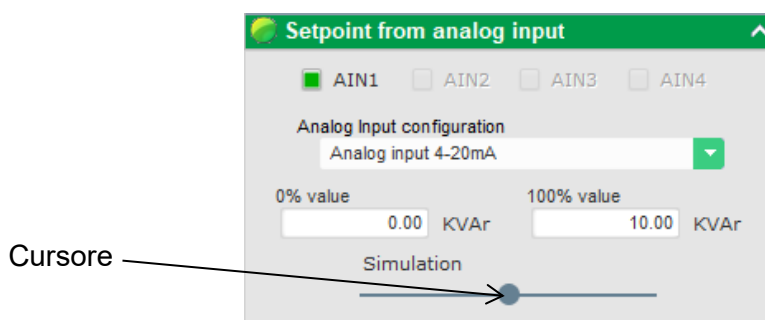 Setpoint from analog input
AIN1 AIN2 AIN3 AIN4
Analog Input configuration
Analog input 4-20mA
0% value 100% value
0.00 KVAr 10.00 KVAr
Cursore
Simulation